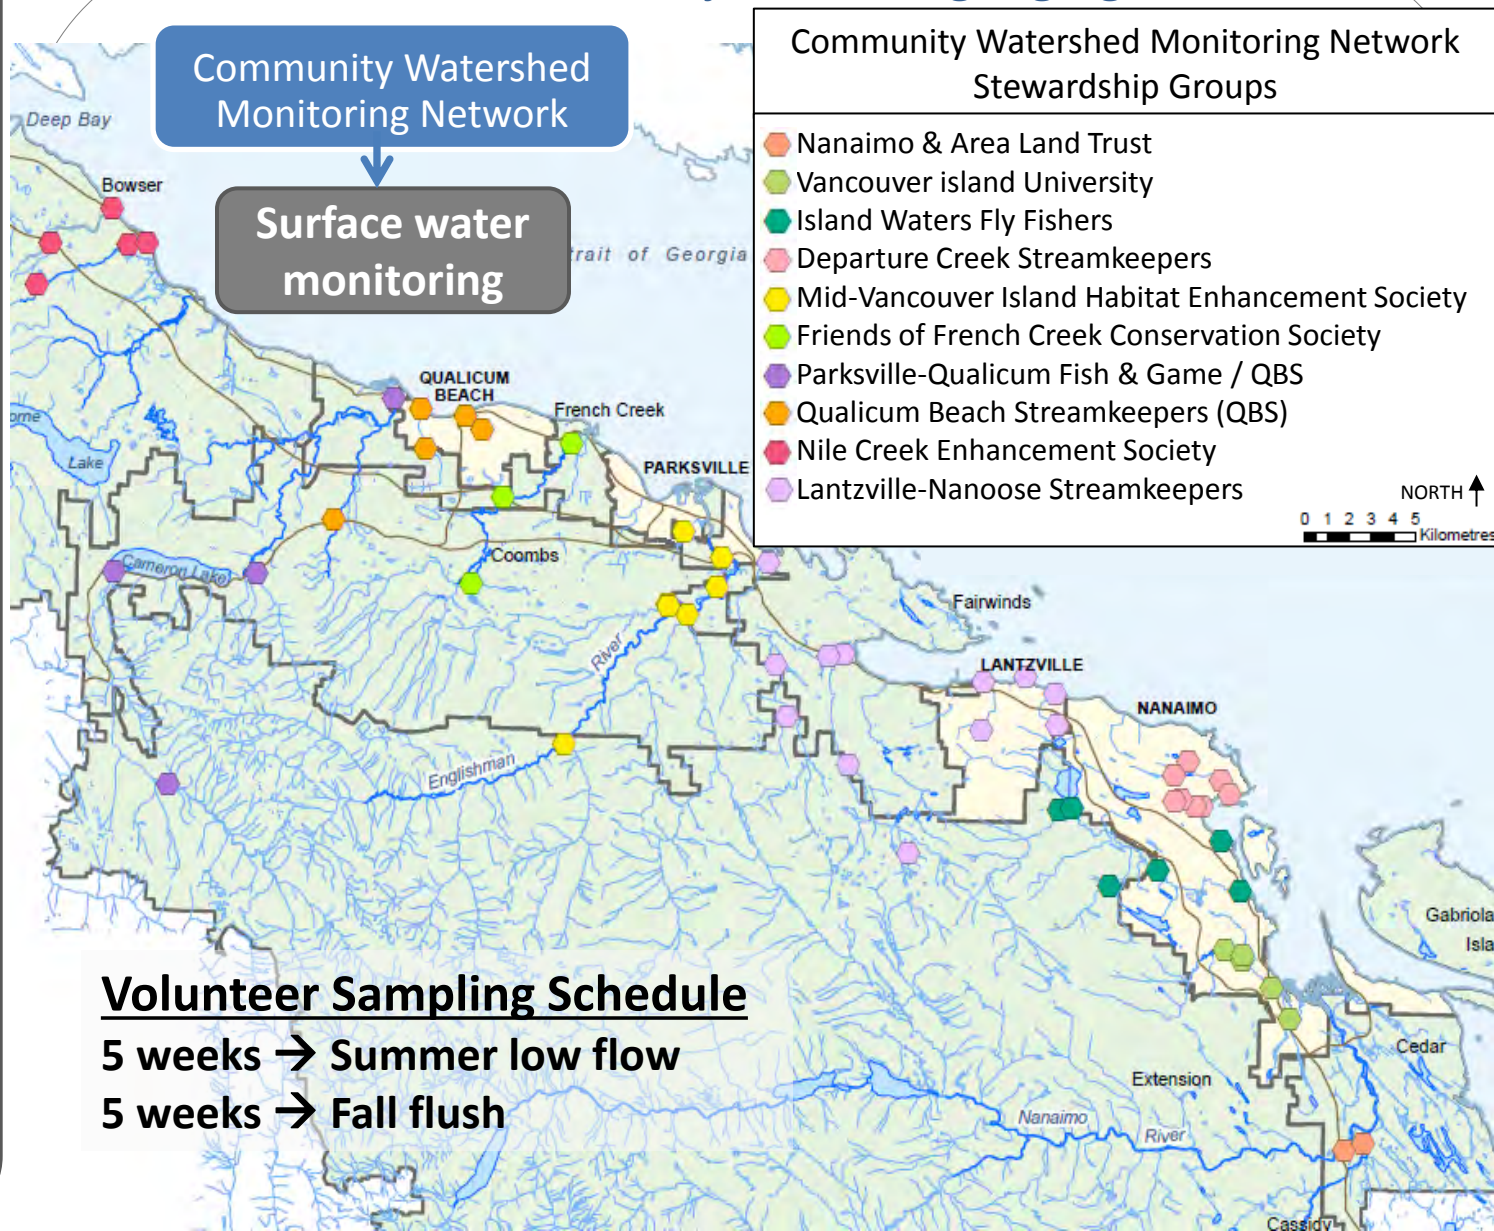 Community Watershed
Monitoring Network
Surface water
monitoring
Community Watershed Monitoring Network
Stewardship Groups
Nanaimo & Area Land Trust
Vancouver island University
Island Waters Fly Fishers
Departure Creek Streamkeepers
Mid-Vancouver Island Habitat Enhancement Society
Friends of French Creek Conservation Society
Parksville-Qualicum Fish & Game / QBS
Qualicum Beach Streamkeepers (QBS)
Nile Creek Enhancement Society
Lantzville-Nanoose Streamkeepers
NORTH
0 1 2 3 4 5
Kilometres
Deep Bay
Bowser
trait of Georgia
QUALICUM
BEACH
French Creek
PARKSVILLE
ome
Lake
Coombs
Cameron Lake
Fairwinds
River
LANTZVILLE
NANAIMO
Englishman
Gabriola
Isla
Volunteer Sampling Schedule
5 weeks → Summer low flow
5 weeks → Fall flush
Cedar
Extension
Nanaimo
River
Cassidy